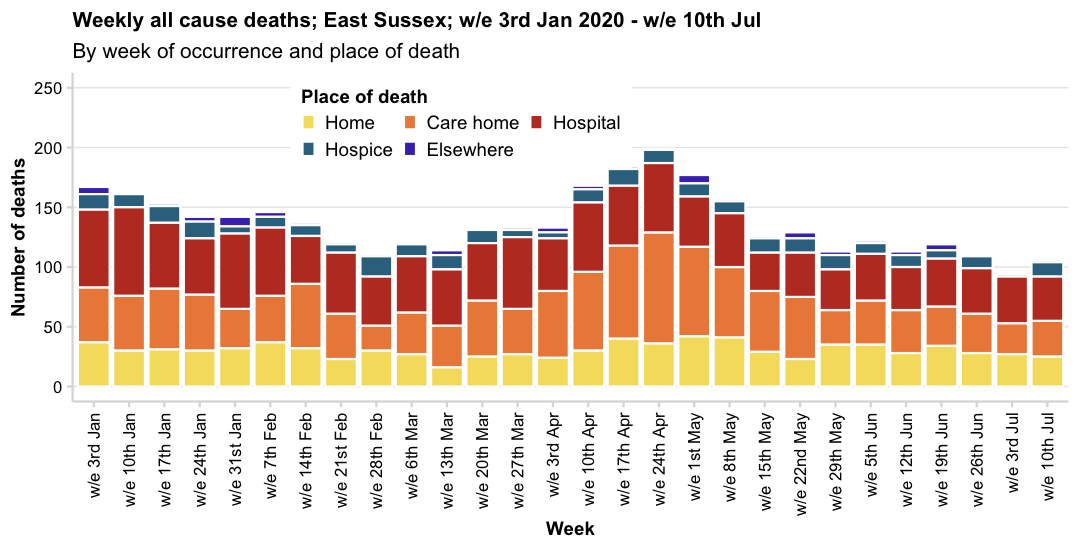 Weekly all cause deaths; East Sussex; w/e 3rd Jan 2020 - w/e 10th Jul
By week of occurrence and place of death
Number of deaths
250
200
150
100
50
0
Place of death
Home Care home Hospital
Hospice Elsewhere
w/e 3rd Jan
w/e 10th Jan
w/e 17th Jan
w/e 24th Jan
w/e 31st Jan
w/e 7th Feb
w/e 14th Feb
w/e 21st Feb
w/e 28th Feb
w/e 6th Mar
w/e 13th Mar
w/e 20th Mar
w/e 27th Mar
w/e 3rd Apr
w/e 10th Apr
w/e 17th Apr
w/e 24th Apr
w/e 1st May
w/e 8th May
w/e 15th May
w/e 22nd May
w/e 29th May
w/e 5th Jun
w/e 12th Jun
w/e 19th Jun
w/e 26th Jun
w/e 3rd Jul
w/e 10th Jul
Week